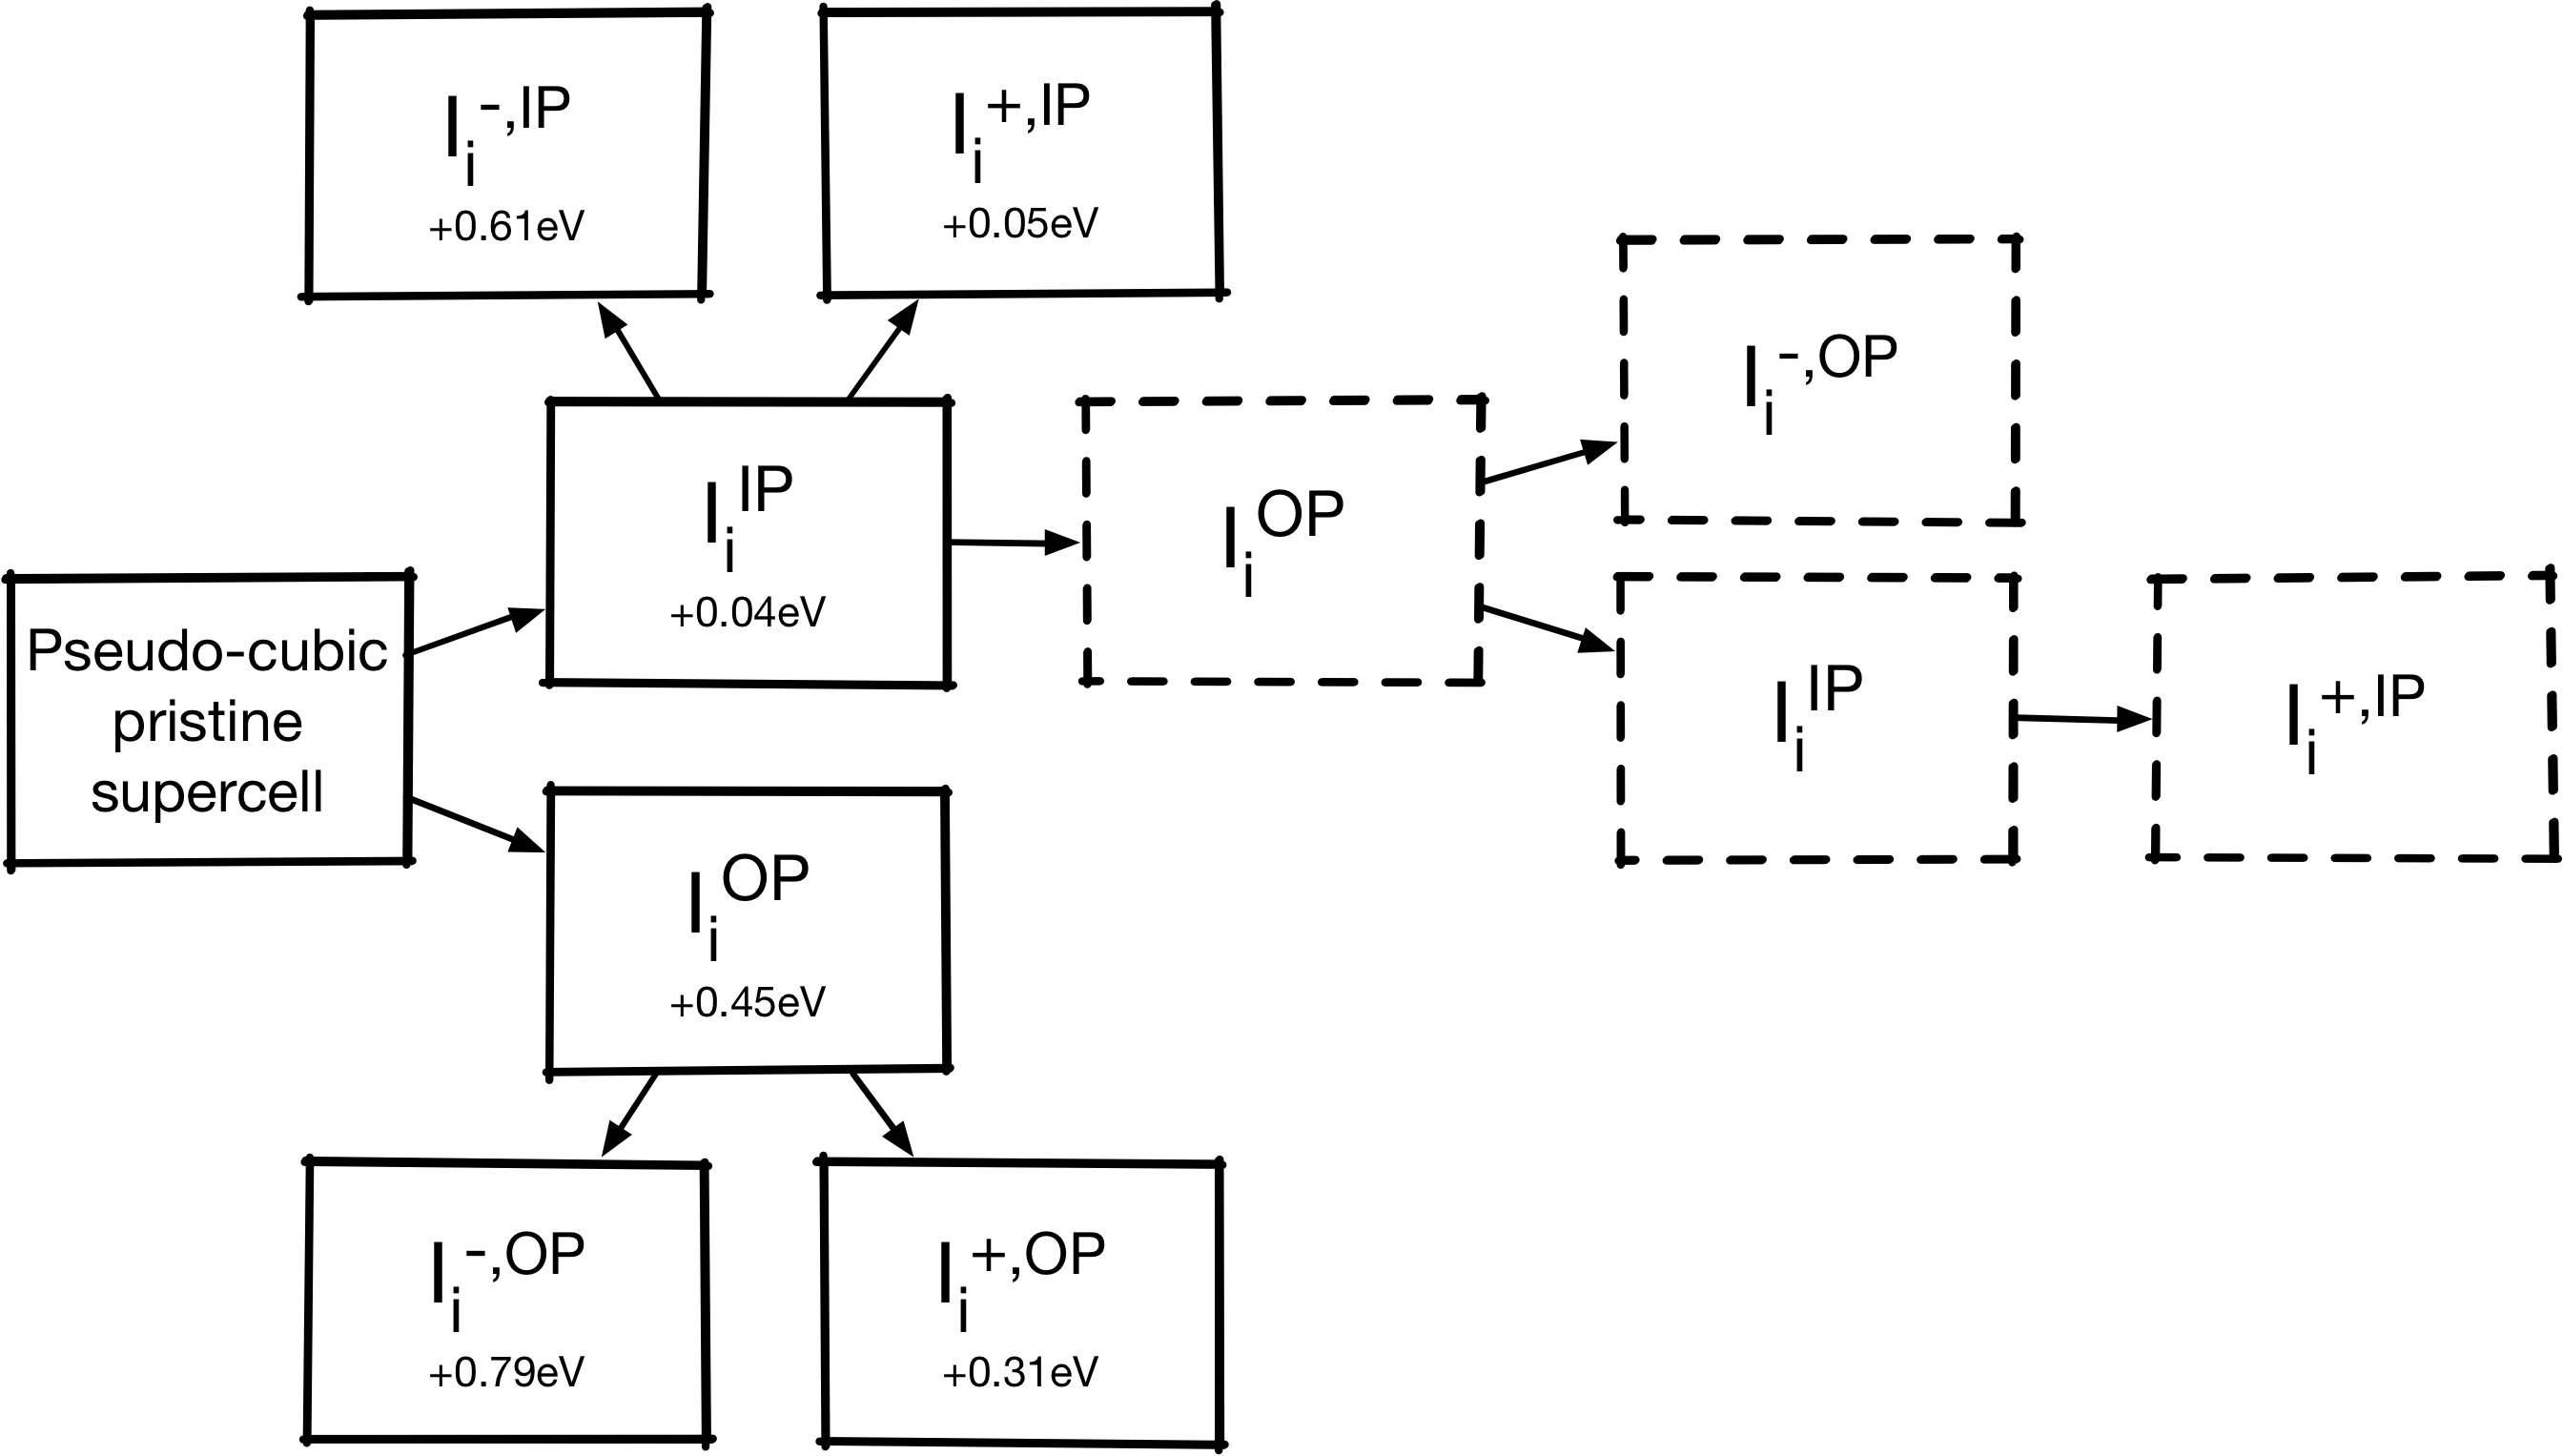 I_i^-,IP
+0.61eV
I_i^+,IP
+0.05eV
I_i^-,OP
I_i^IP
+0.04eV
I_i^OP
Pseudo-cubic
pristine
supercell
I_i^IP
I_i^+,IP
I_i^OP
+0.45eV
I_i^-,OP
+0.79eV
I_i^+,OP
+0.31eV